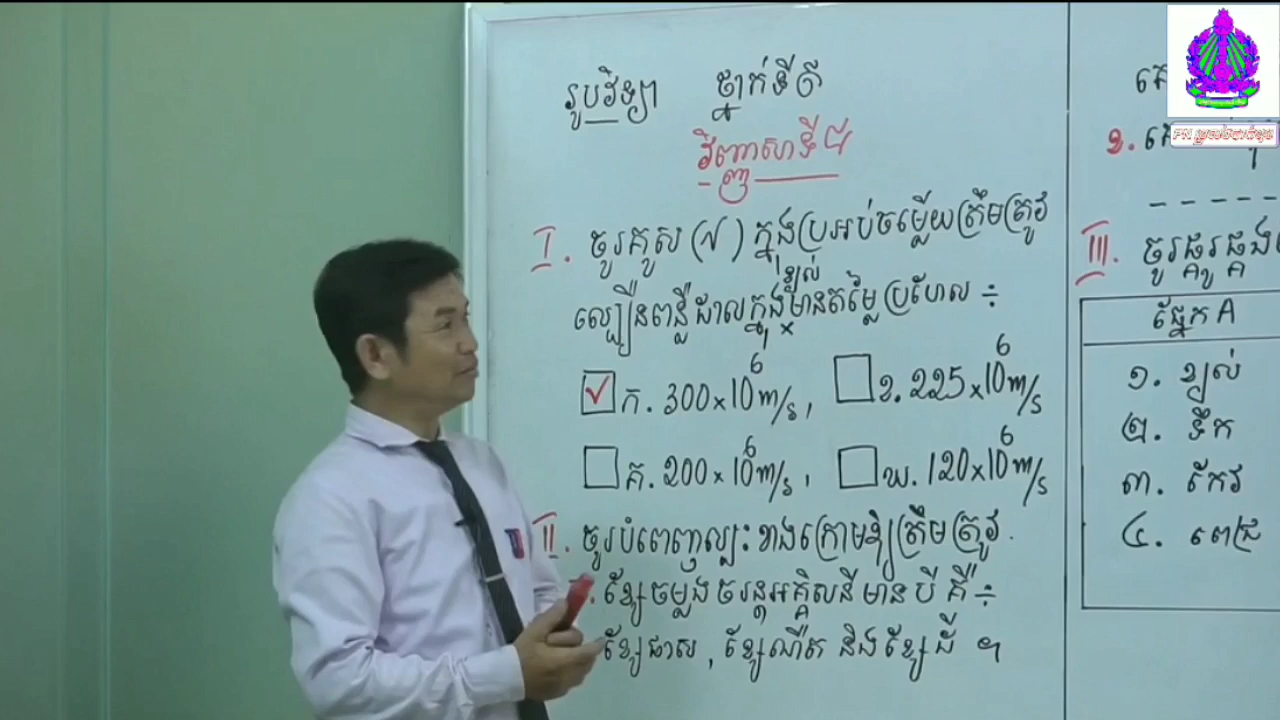 រូបវិទ្យា ថ្នាក់ទី៩
វិញ្ញាសាទី៤
I. ចូរគូស (√) ក្នុងប្រអប់ចម្លើយត្រឹមត្រូវ
ល្បឿនពន្លឺដាលក្នុងខ្យល់មានតម្លៃប្រហែល ÷
ក. 300×10⁶m/s, ខ. 225×10⁶m/s
គ. 200×10⁶m/s, ឃ. 120×10⁶m/s
II. ចូរបំពេញល្បះខាងក្រោមឱ្យត្រឹមត្រូវ.
ខ្សែចម្លងចរន្តអគ្គិសនីមានបី គឺ ÷
ខ្សែផាស, ខ្សែណឺត និងខ្សែដី ។
ខ.
III. ចូរផ្គូរផ្គង
ផ្នែក A
១. ខ្យល់
២. ទឹក
៣. កែវ
៤. ពេជ្រ